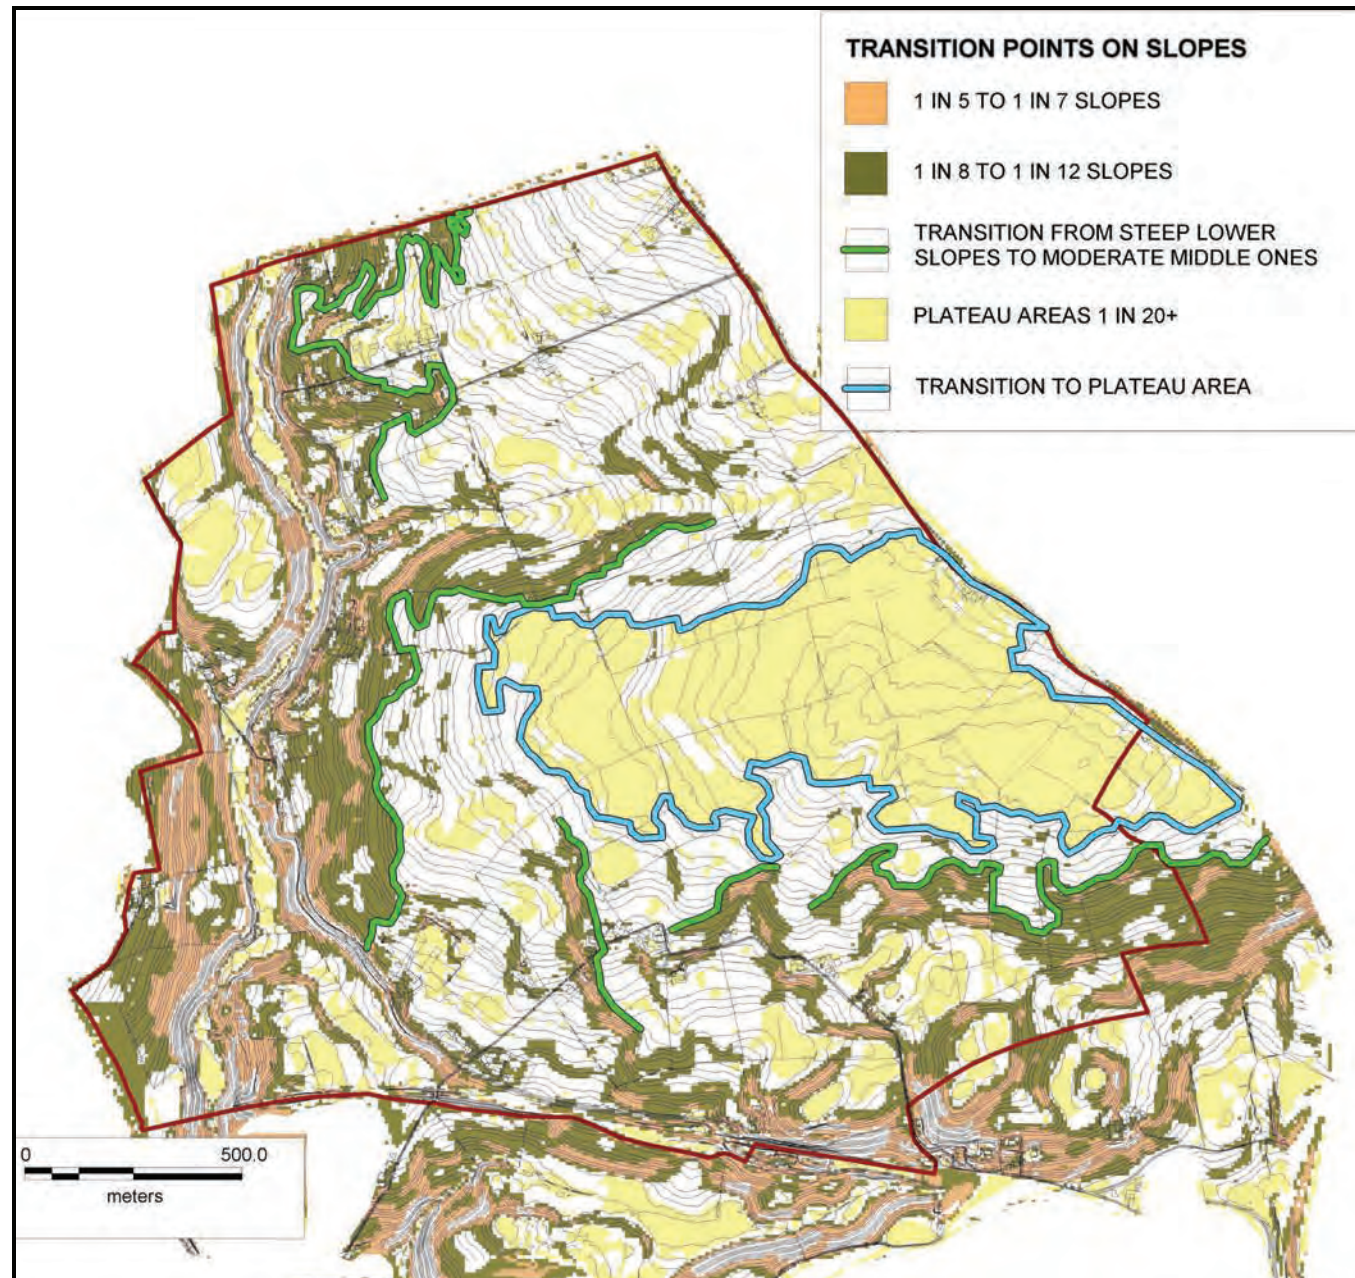 TRANSITION POINTS ON SLOPES
1 IN 5 TO 1 IN 7 SLOPES
1 IN 8 TO 1 IN 12 SLOPES
TRANSITION FROM STEEP LOWER
SLOPES TO MODERATE MIDDLE ONES
PLATEAU AREAS 1 IN 20+
TRANSITION TO PLATEAU AREA
0 500.0
meters